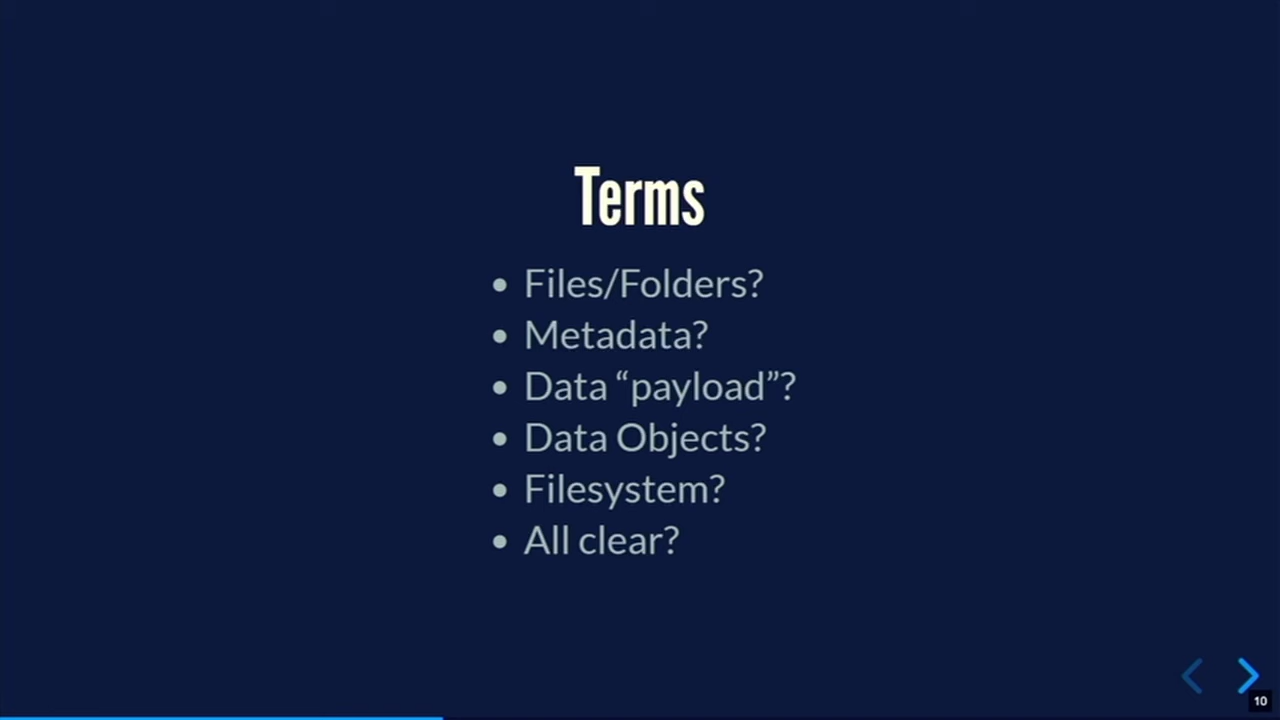 Terms
• Files/Folders?
• Metadata?
• Data “payload”?
• Data Objects?
• Filesystem?
• All clear?
10